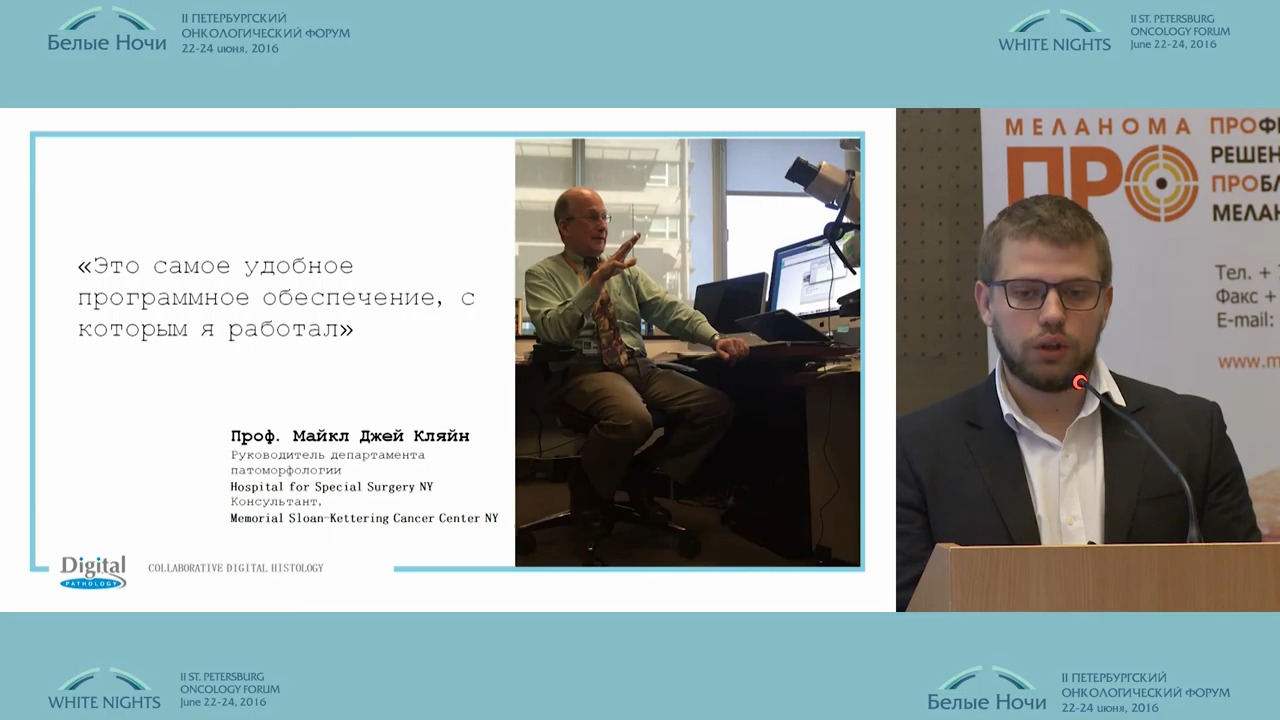 Белые Ночи
II ПЕТЕРБУРГСКИЙ
ОНКОЛОГИЧЕСКИЙ ФОРУМ
22-24 июня, 2016
WHITE NIGHTS
II ST. PETERSBURG
ONCOLOGY FORUM
June 22-24, 2016
«Это самое удобное
программное обеспечение, с
которым я работал»
Проф. Майкл Джей Кляйн
Руководитель департамента
патоморфологии
Hospital for Special Surgery NY
Консультант,
Memorial Sloan-Kettering Cancer Center NY
Digital
PATHOLOGY
COLLABORATIVE DIGITAL HISTOLOGY
МЕЛАНОМА
ПРО
ПРОФ
РЕШЕН
ПРОБЛ
МЕЛАН
Тел. +
Факс +
E-mail:
www.m
WHITE NIGHTS
II ST. PETERSBURG
ONCOLOGY FORUM
June 22-24, 2016
Белые Ночи
II ПЕТЕРБУРГСКИЙ
ОНКОЛОГИЧЕСКИЙ ФОРУМ
22-24 июня, 2016